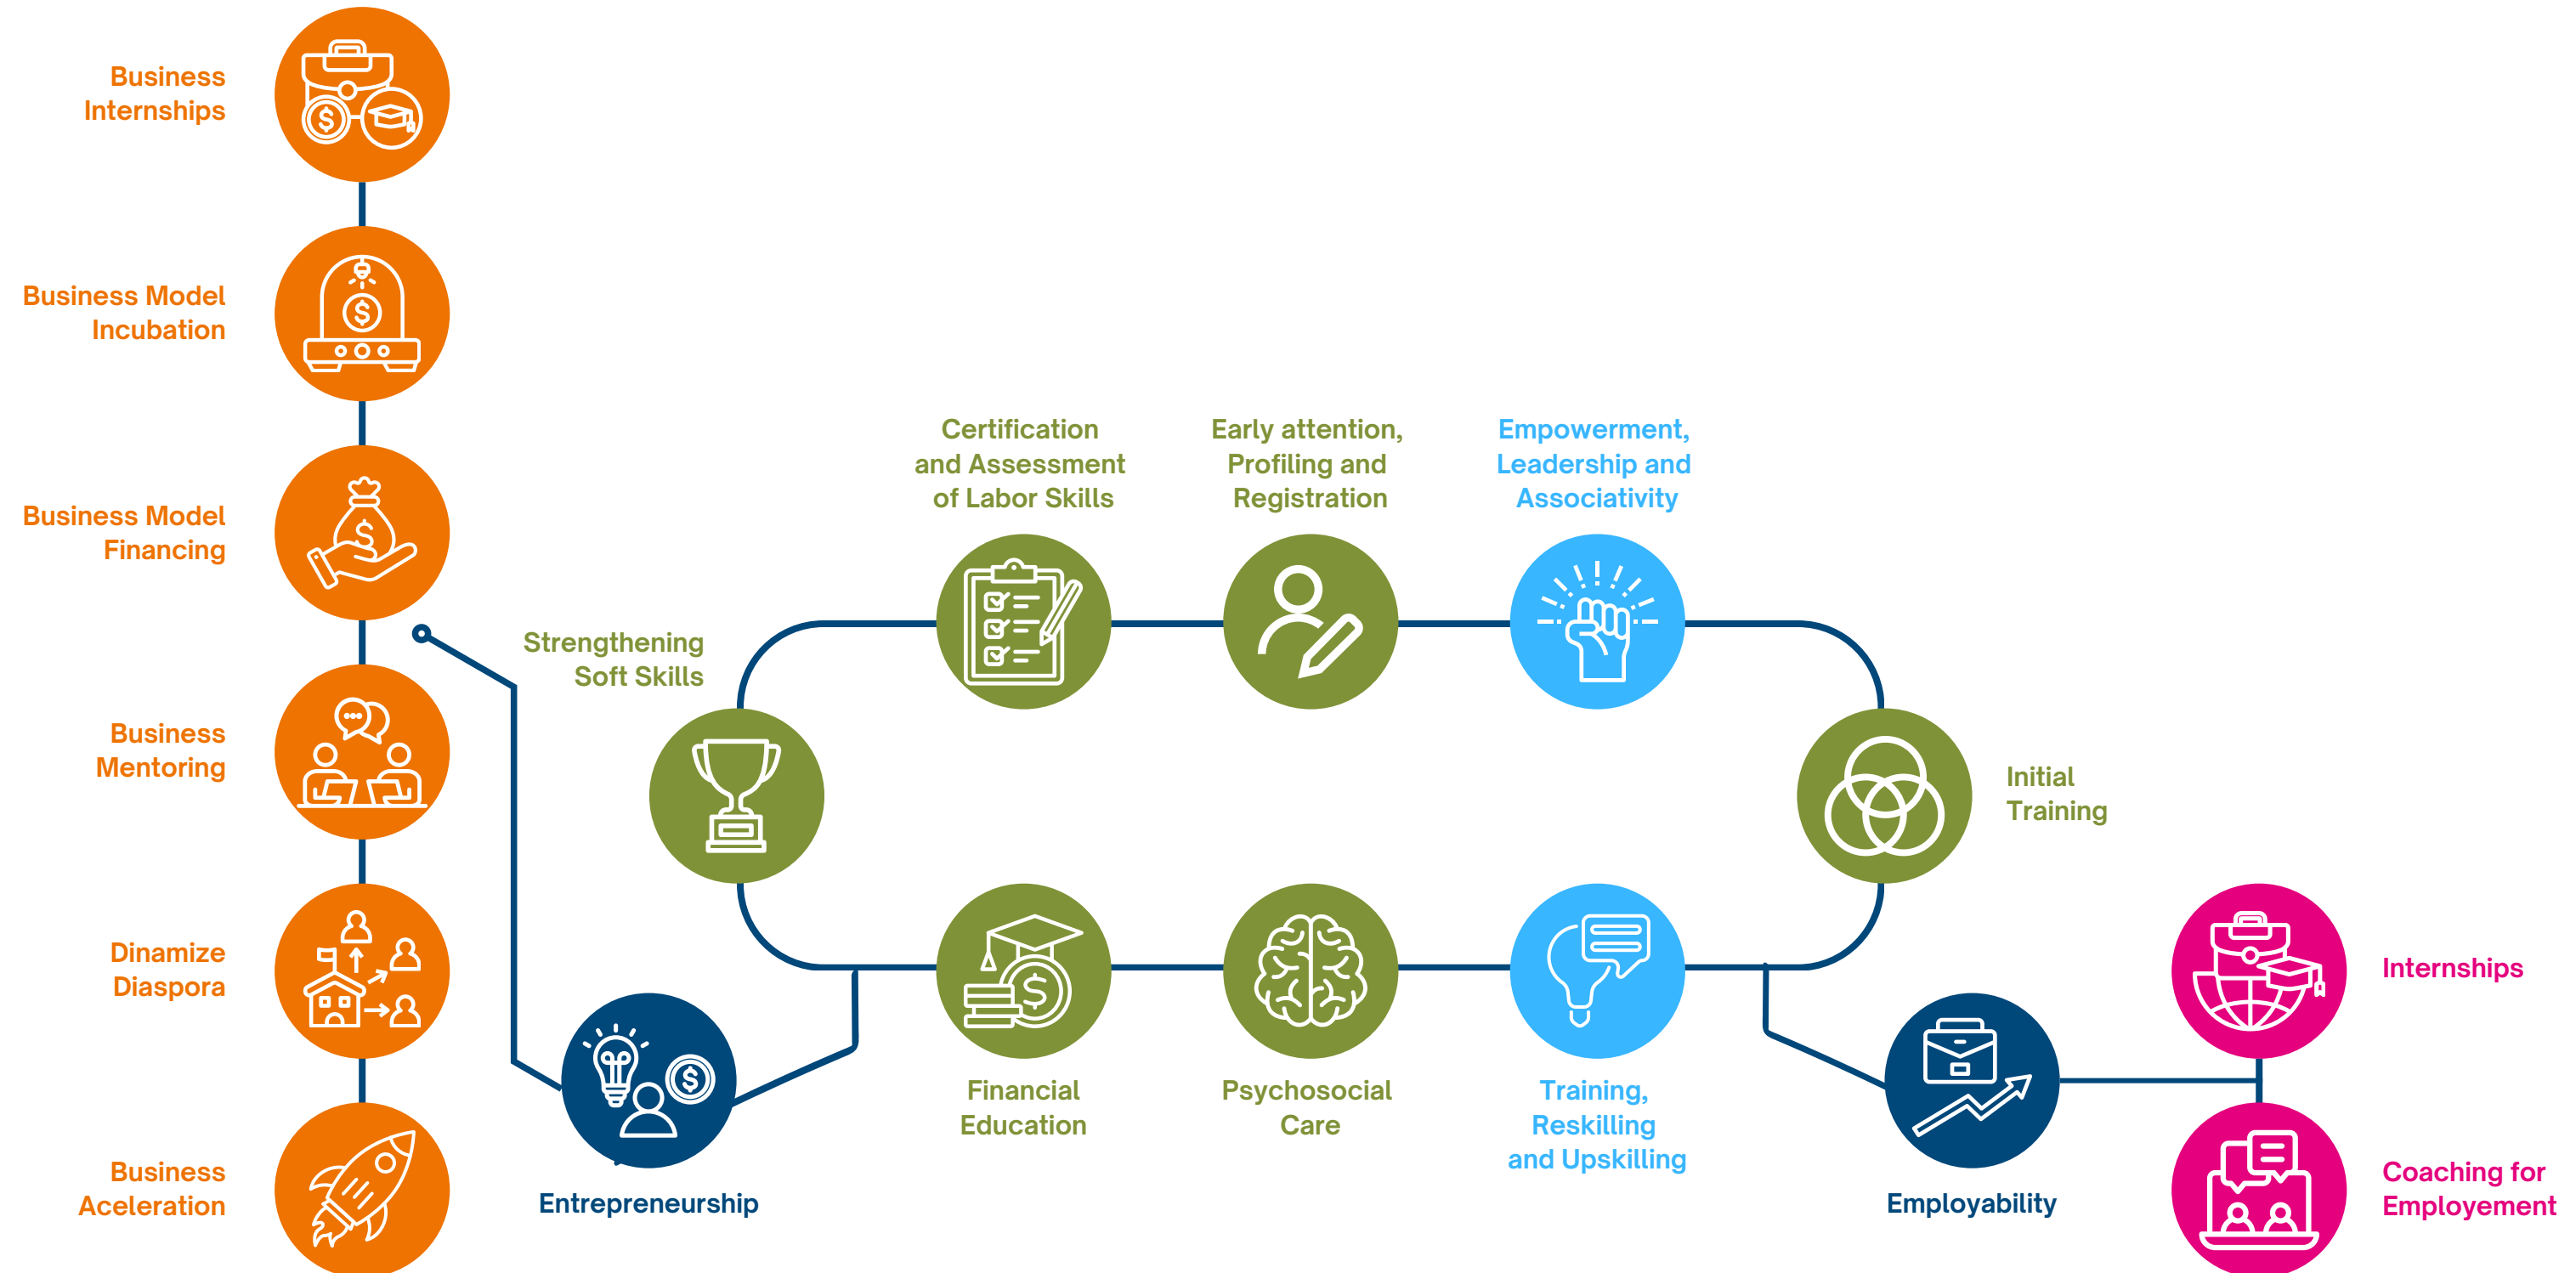 Business
Internships
Business Model
Incubation
Business Model
Financing
Business
Mentoring
Dinamize
Diaspora
Business
Aceleration
Strengthening
Soft Skills
Certification
and Assessment
of Labor Skills
Early attention,
Profiling and
Registration
Empowerment,
Leadership and
Associativity
Initial
Training
Financial
Education
Psychosocial
Care
Training,
Reskilling
and Upskilling
Entrepreneurship
Employability
Internships
Coaching for
Employement